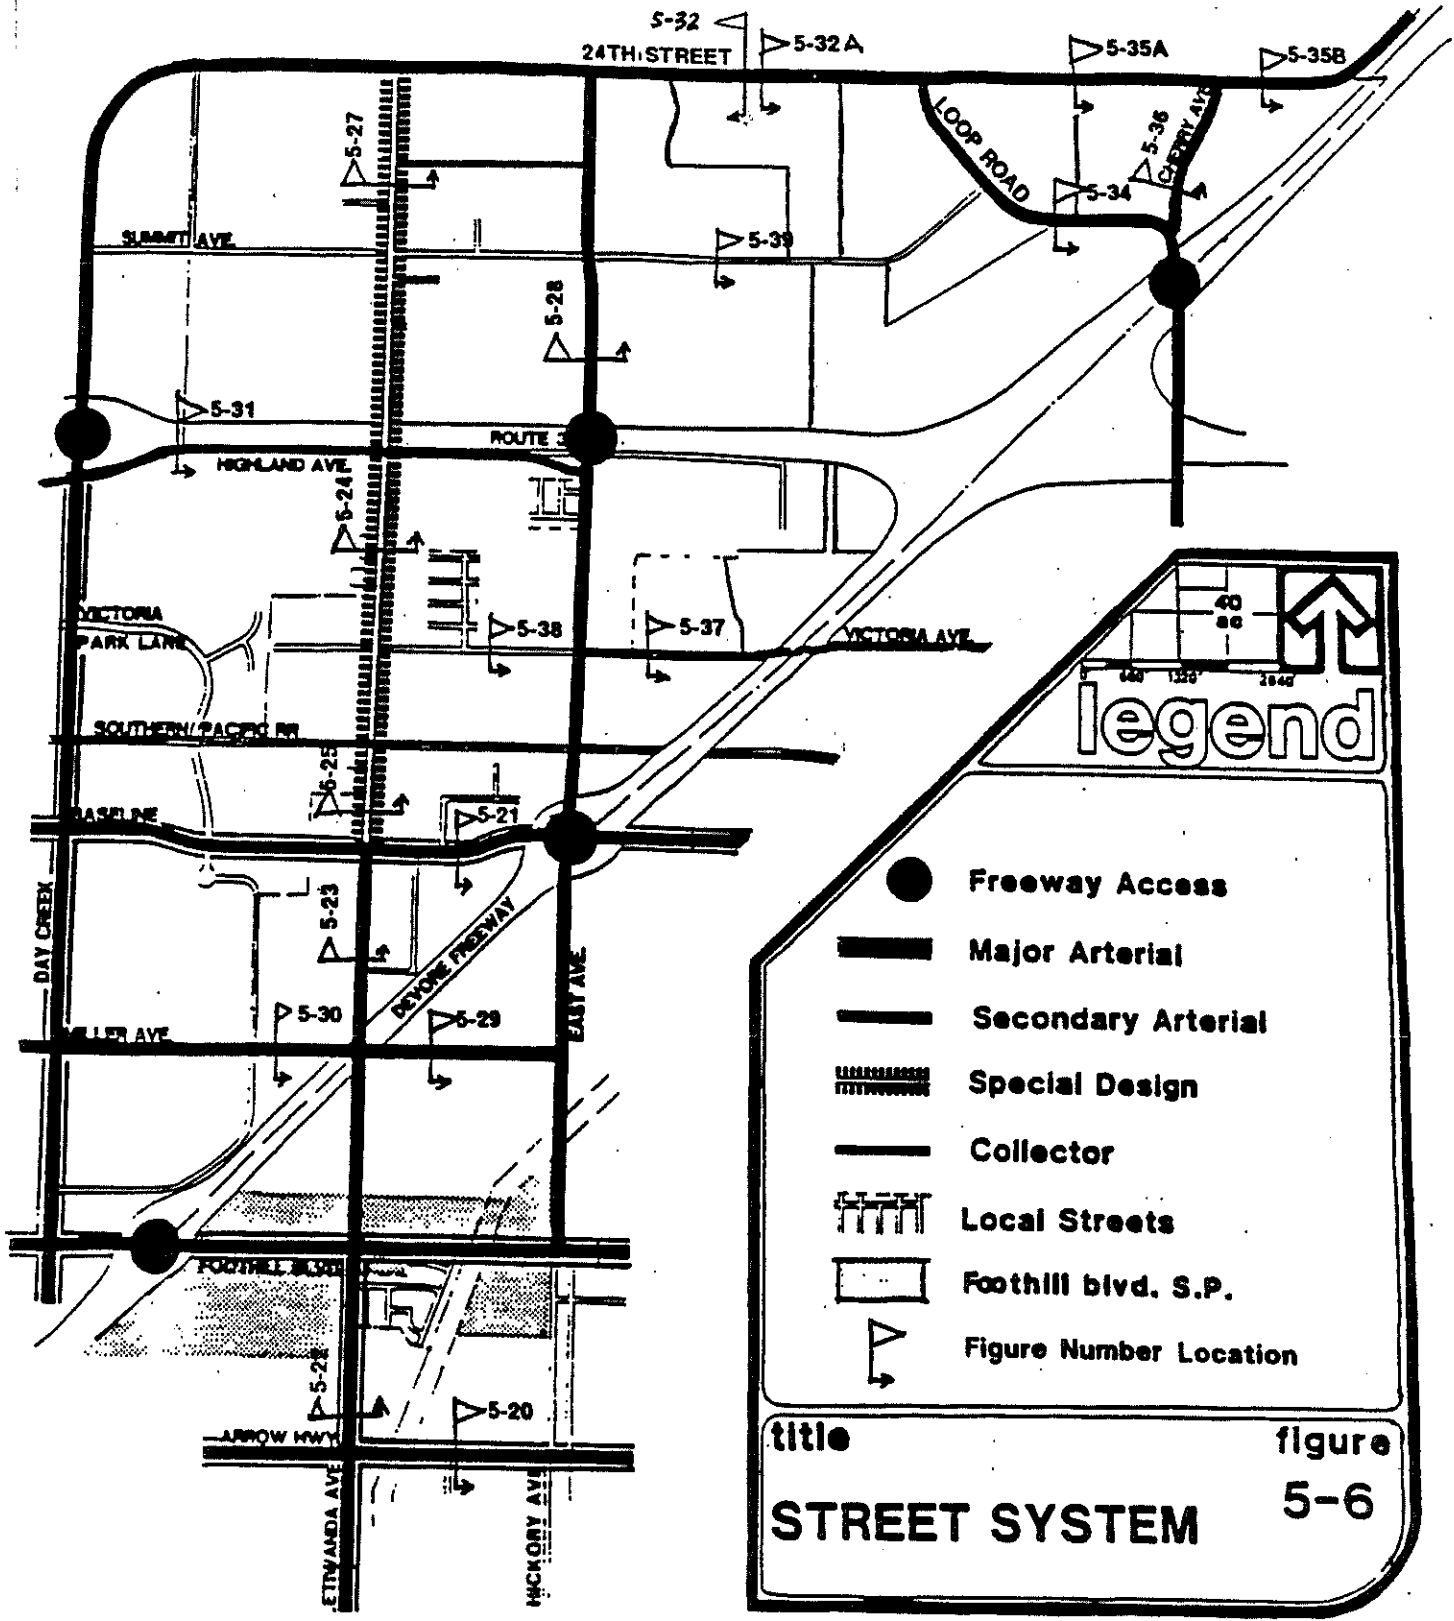 5-32
24TH STREET
5-32A
5-35A
5-35B
5-27
LOOP ROAD
5-36
CHERRY AVE
5-34
SUMMIT AVE.
5-39
5-28
5-31
ROUTE
HIGHLAND AVE.
5-24
VICTORIA
PARK LANE
5-38
5-37
VICTORIA AVE.
SOUTHERN PACIFIC RR
5-25
BASELINE
5-21
DAY CREEK
5-23
DEVORE FREEWAY
EAST AVE.
5-30
5-29
MILLER AVE.
FOOTHILL BLVD.
5-22
5-20
ARROW HWY
ETIWANDA AVE
HICKORY AVE
40
ac
0 660 1320 2640
legend
Freeway Access
Major Arterial
Secondary Arterial
Special Design
Collector
Local Streets
Foothill blvd. S.P.
Figure Number Location
title
figure
5-6
STREET SYSTEM